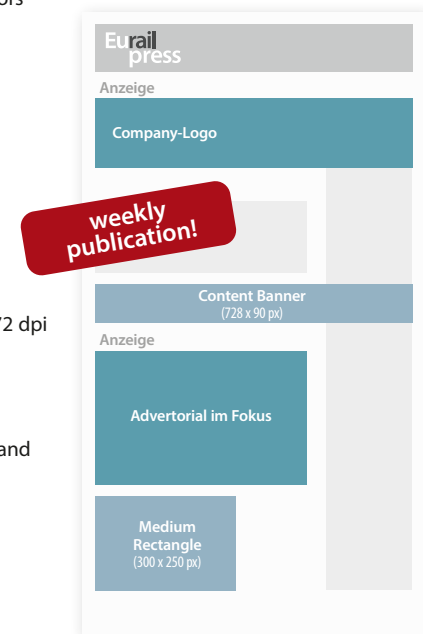 ors
Eurail
press
Anzeige
Company-Logo
weekly
publication!
Content Banner
(728 x 90 px)
72 dpi
Anzeige
Advertorial im Fokus
and
Medium
Rectangle
(300 x 250 px)